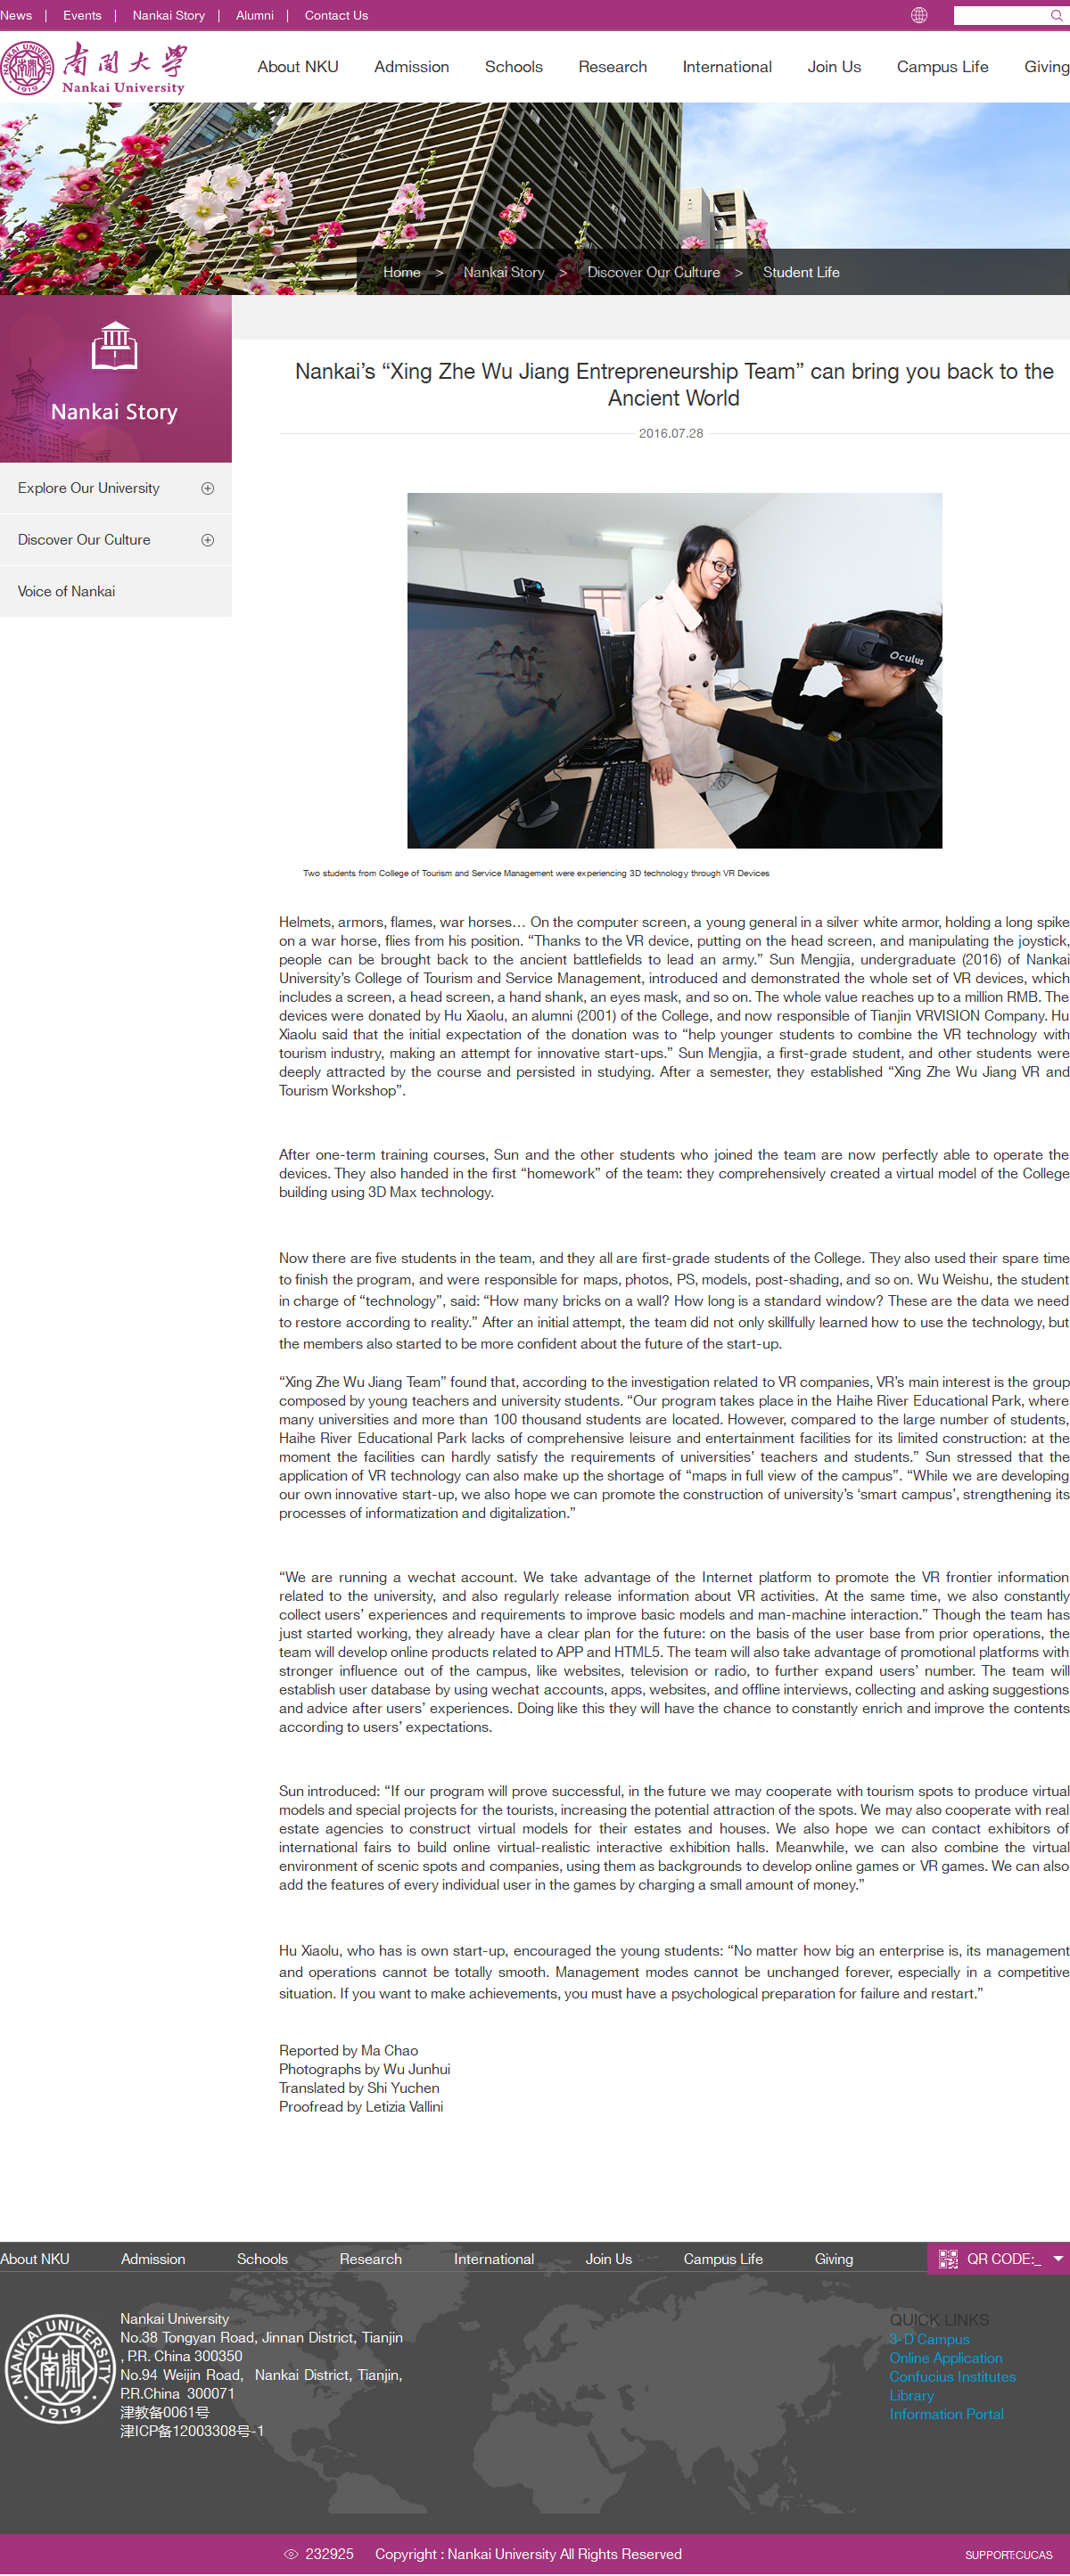 News | Events | Nankai Story | Alumni | Contact Us
南開大學
Nankai University
NANKAI UNIVERSITY
1919
About NKU Admission Schools Research International Join Us Campus Life Giving
Home > Nankai Story > Discover Our Culture > Student Life
Nankai Story
Explore Our University
Discover Our Culture
Voice of Nankai
Nankai’s “Xing Zhe Wu Jiang Entrepreneurship Team” can bring you back to the
Ancient World
2016.07.28
Oculus
Two students from College of Tourism and Service Management were experiencing 3D technology through VR Devices
Helmets, armors, flames, war horses… On the computer screen, a young general in a silver white armor, holding a long spike
on a war horse, flies from his position. “Thanks to the VR device, putting on the head screen, and manipulating the joystick,
people can be brought back to the ancient battlefields to lead an army.” Sun Mengjia, undergraduate (2016) of Nankai
University’s College of Tourism and Service Management, introduced and demonstrated the whole set of VR devices, which
includes a screen, a head screen, a hand shank, an eyes mask, and so on. The whole value reaches up to a million RMB. The
devices were donated by Hu Xiaolu, an alumni (2001) of the College, and now responsible of Tianjin VRVISION Company. Hu
Xiaolu said that the initial expectation of the donation was to “help younger students to combine the VR technology with
tourism industry, making an attempt for innovative start-ups.” Sun Mengjia, a first-grade student, and other students were
deeply attracted by the course and persisted in studying. After a semester, they established “Xing Zhe Wu Jiang VR and
Tourism Workshop”.
After one-term training courses, Sun and the other students who joined the team are now perfectly able to operate the
devices. They also handed in the first “homework” of the team: they comprehensively created a virtual model of the College
building using 3D Max technology.
Now there are five students in the team, and they all are first-grade students of the College. They also used their spare time
to finish the program, and were responsible for maps, photos, PS, models, post-shading, and so on. Wu Weishu, the student
in charge of “technology”, said: “How many bricks on a wall? How long is a standard window? These are the data we need
to restore according to reality.” After an initial attempt, the team did not only skillfully learned how to use the technology, but
the members also started to be more confident about the future of the start-up.
“Xing Zhe Wu Jiang Team” found that, according to the investigation related to VR companies, VR’s main interest is the group
composed by young teachers and university students. “Our program takes place in the Haihe River Educational Park, where
many universities and more than 100 thousand students are located. However, compared to the large number of students,
Haihe River Educational Park lacks of comprehensive leisure and entertainment facilities for its limited construction: at the
moment the facilities can hardly satisfy the requirements of universities’ teachers and students.” Sun stressed that the
application of VR technology can also make up the shortage of “maps in full view of the campus”. “While we are developing
our own innovative start-up, we also hope we can promote the construction of university’s ‘smart campus’, strengthening its
processes of informatization and digitalization.”
“We are running a wechat account. We take advantage of the Internet platform to promote the VR frontier information
related to the university, and also regularly release information about VR activities. At the same time, we also constantly
collect users’ experiences and requirements to improve basic models and man-machine interaction.” Though the team has
just started working, they already have a clear plan for the future: on the basis of the user base from prior operations, the
team will develop online products related to APP and HTML5. The team will also take advantage of promotional platforms with
stronger influence out of the campus, like websites, television or radio, to further expand users’ number. The team will
establish user database by using wechat accounts, apps, websites, and offline interviews, collecting and asking suggestions
and advice after users’ experiences. Doing like this they will have the chance to constantly enrich and improve the contents
according to users’ expectations.
Sun introduced: “If our program will prove successful, in the future we may cooperate with tourism spots to produce virtual
models and special projects for the tourists, increasing the potential attraction of the spots. We may also cooperate with real
estate agencies to construct virtual models for their estates and houses. We also hope we can contact exhibitors of
international fairs to build online virtual-realistic interactive exhibition halls. Meanwhile, we can also combine the virtual
environment of scenic spots and companies, using them as backgrounds to develop online games or VR games. We can also
add the features of every individual user in the games by charging a small amount of money.”
Hu Xiaolu, who has is own start-up, encouraged the young students: “No matter how big an enterprise is, its management
and operations cannot be totally smooth. Management modes cannot be unchanged forever, especially in a competitive
situation. If you want to make achievements, you must have a psychological preparation for failure and restart.”
Reported by Ma Chao
Photographs by Wu Junhui
Translated by Shi Yuchen
Proofread by Letizia Vallini
About NKU Admission Schools Research International Join Us Campus Life Giving QR CODE:_
NANKAI UNIVERSITY
1919
Nankai University
No.38 Tongyan Road, Jinnan District, Tianjin
, P.R. China 300350
No.94 Weijin Road, Nankai District, Tianjin,
P.R.China 300071
津教备0061号
津ICP备12003308号-1
QUICK LINKS
3-D Campus
Online Application
Confucius Institutes
Library
Information Portal
232925 Copyright : Nankai University All Rights Reserved SUPPORT:CUCAS